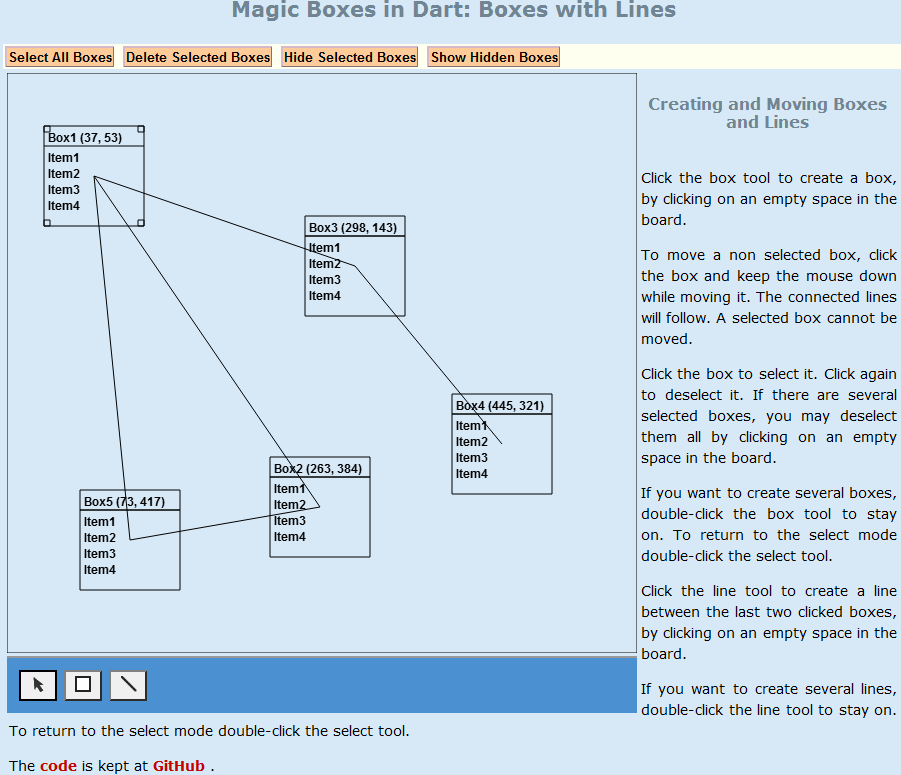 Magic Boxes in Dart: Boxes with Lines
Select All Boxes
Delete Selected Boxes
Hide Selected Boxes
Show Hidden Boxes
Box1 (37, 53)
Item1
Item2
Item3
Item4
Box3 (298, 143)
Item1
Item2
Item3
Item4
Box4 (445, 321)
Item1
Item2
Item3
Item4
Box2 (263, 384)
Item1
Item2
Item3
Item4
Box5 (73, 417)
Item1
Item2
Item3
Item4
Creating and Moving Boxes
and Lines
Click the box tool to create a box,
by clicking on an empty space in the
board.
To move a non selected box, click
the box and keep the mouse down
while moving it. The connected lines
will follow. A selected box cannot be
moved.
Click the box to select it. Click again
to deselect it. If there are several
selected boxes, you may deselect
them all by clicking on an empty
space in the board.
If you want to create several boxes,
double-click the box tool to stay
on. To return to the select mode
double-click the select tool.
Click the line tool to create a line
between the last two clicked boxes,
by clicking on an empty space in the
board.
If you want to create several lines,
double-click the line tool to stay on.
To return to the select mode double-click the select tool.
The code is kept at GitHub .